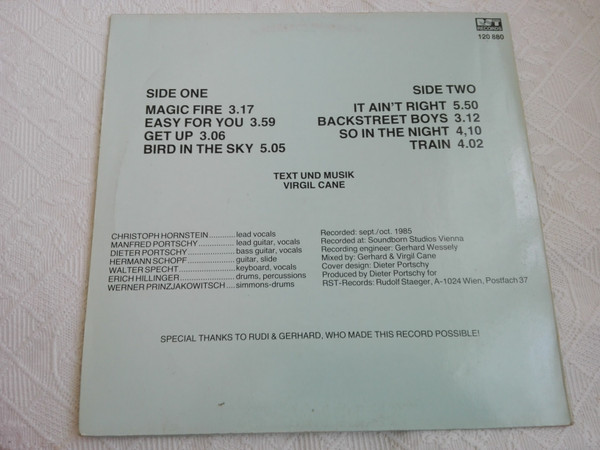 RST
RECORDS
120 680
SIDE ONE
MAGIC FIRE 3.17
EASY FOR YOU 3.59
GET UP 3.06
BIRD IN THE SKY 5.05
SIDE TWO
IT AIN'T RIGHT 5.50
BACKSTREET BOYS 3.12
SO IN THE NIGHT 4,10
TRAIN 4.02
TEXT UND MUSIK
VIRGIL CANE
CHRISTOPH HORNSTEIN.............lead vocals
MANFRED PORTSCHY................lead guitar, vocals
DIETER PORTSCHY.....................bass guitar, vocals
HERMANN SCHOPF......................guitar, slide
WALTER SPECHT........................keyboard, vocals
ERICH HILLINGER.......................drums, percussions
WERNER PRINZJAKOWITSCH....simmons-drums
Recorded: sept./oct. 1985
Recorded at: Soundborn Studios Vienna
Recording engineer: Gerhard Wessely
Mixed by: Gerhard & Virgil Cane
Cover design: Dieter Portschy
Produced by Dieter Portschy for
RST-Records: Rudolf Staeger, A-1024 Wien, Postfach 37
SPECIAL THANKS TO RUDI & GERHARD, WHO MADE THIS RECORD POSSIBLE!